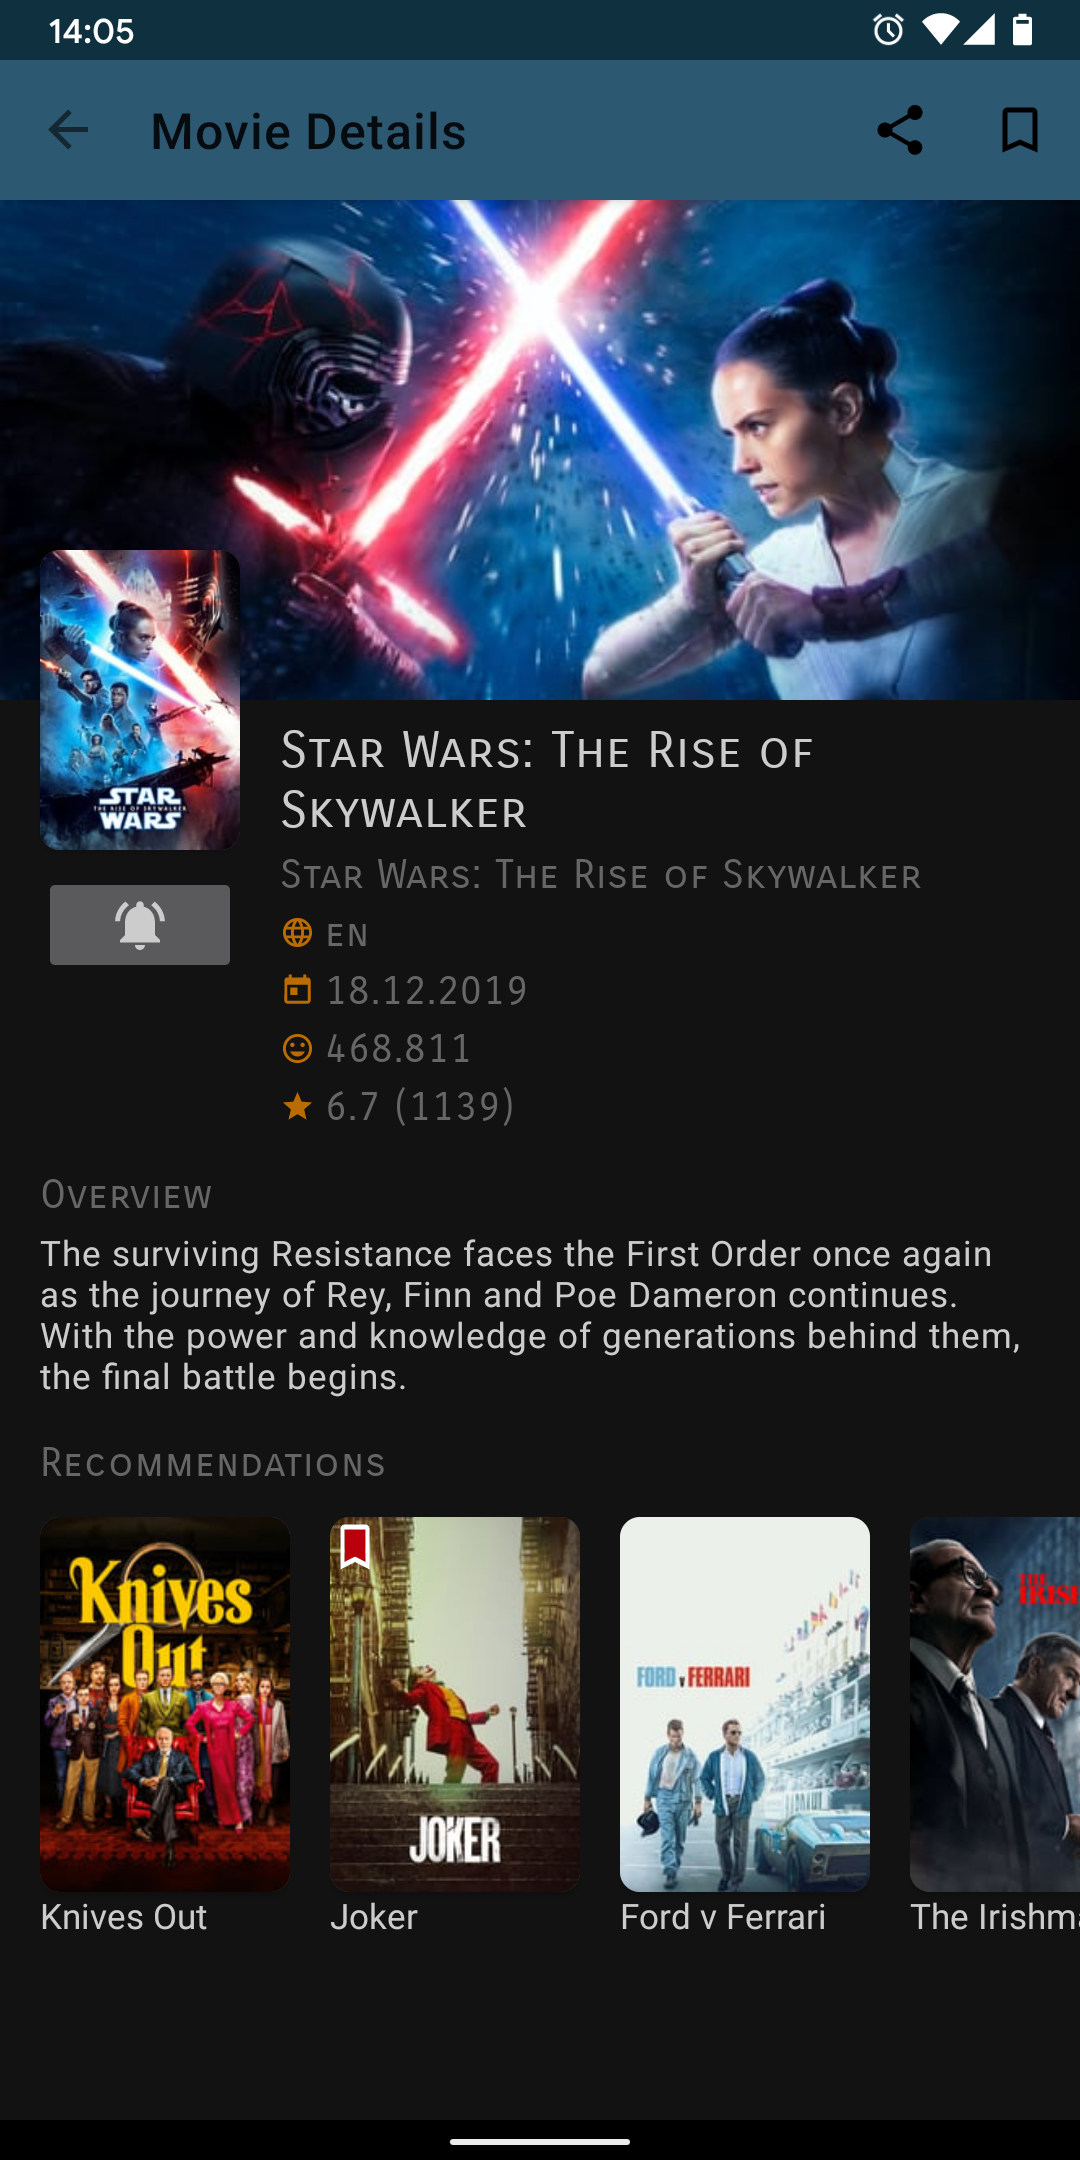 14:05
Movie Details
STAR
THE RISE OF SKYWALKER
WARS
Star Wars: The Rise of
Skywalker
Star Wars: The Rise of Skywalker
EN
18.12.2019
468.811
6.7 (1139)
Overview
The surviving Resistance faces the First Order once again
as the journey of Rey, Finn and Poe Dameron continues.
With the power and knowledge of generations behind them,
the final battle begins.
Recommendations
Knives
Out
JOKER
FORD v FERRARI
THE
IRISH
Knives Out
Joker
Ford v Ferrari
The Irishma